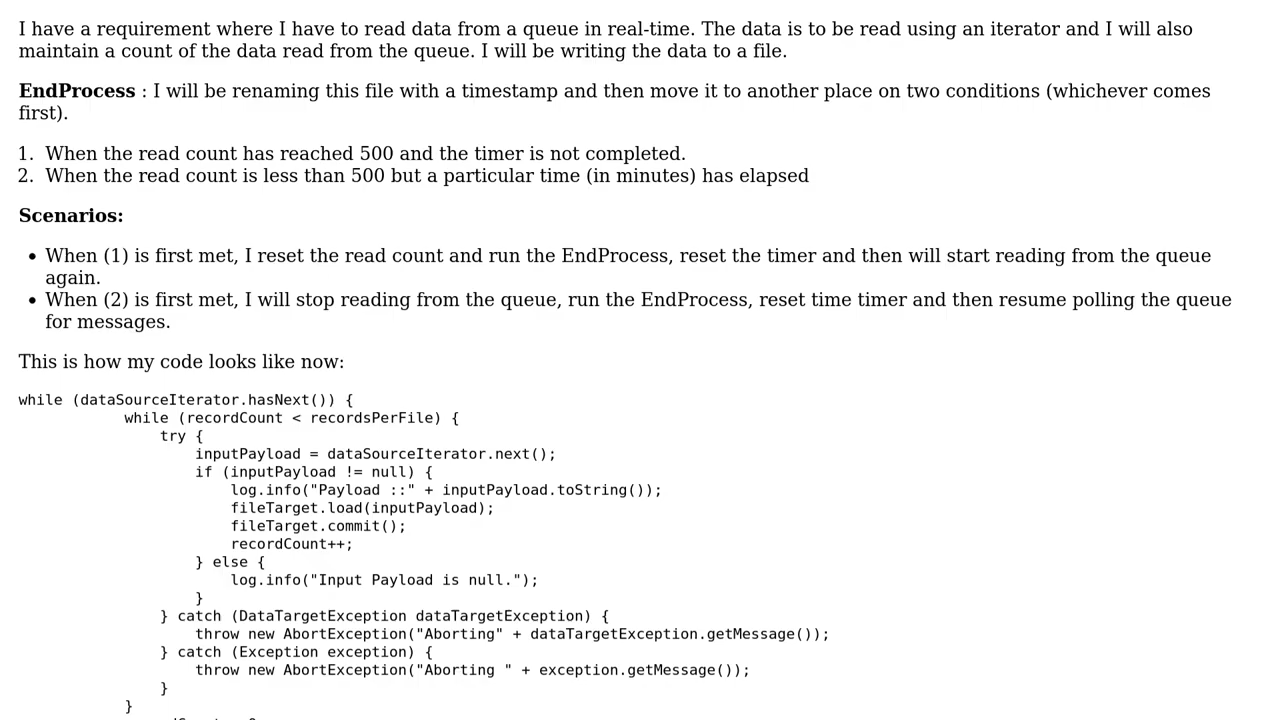 I have a requirement where I have to read data from a queue in real-time. The data is to be read using an iterator and I will also
maintain a count of the data read from the queue. I will be writing the data to a file.
EndProcess : I will be renaming this file with a timestamp and then move it to another place on two conditions (whichever comes
first).
1. When the read count has reached 500 and the timer is not completed.
2. When the read count is less than 500 but a particular time (in minutes) has elapsed
Scenarios:
• When (1) is first met, I reset the read count and run the EndProcess, reset the timer and then will start reading from the queue
again.
• When (2) is first met, I will stop reading from the queue, run the EndProcess, reset time timer and then resume polling the queue
for messages.
This is how my code looks like now:
while (dataSourceIterator.hasNext()) {
            while (recordCount < recordsPerFile) {
                try {
                    inputPayload = dataSourceIterator.next();
                    if (inputPayload != null) {
                        log.info("Payload ::" + inputPayload.toString());
                        fileTarget.load(inputPayload);
                        fileTarget.commit();
                        recordCount++;
                    } else {
                        log.info("Input Payload is null.");
                    }
                } catch (DataTargetException dataTargetException) {
                    throw new AbortException("Aborting" + dataTargetException.getMessage());
                } catch (Exception exception) {
                    throw new AbortException("Aborting " + exception.getMessage());
                }
            }